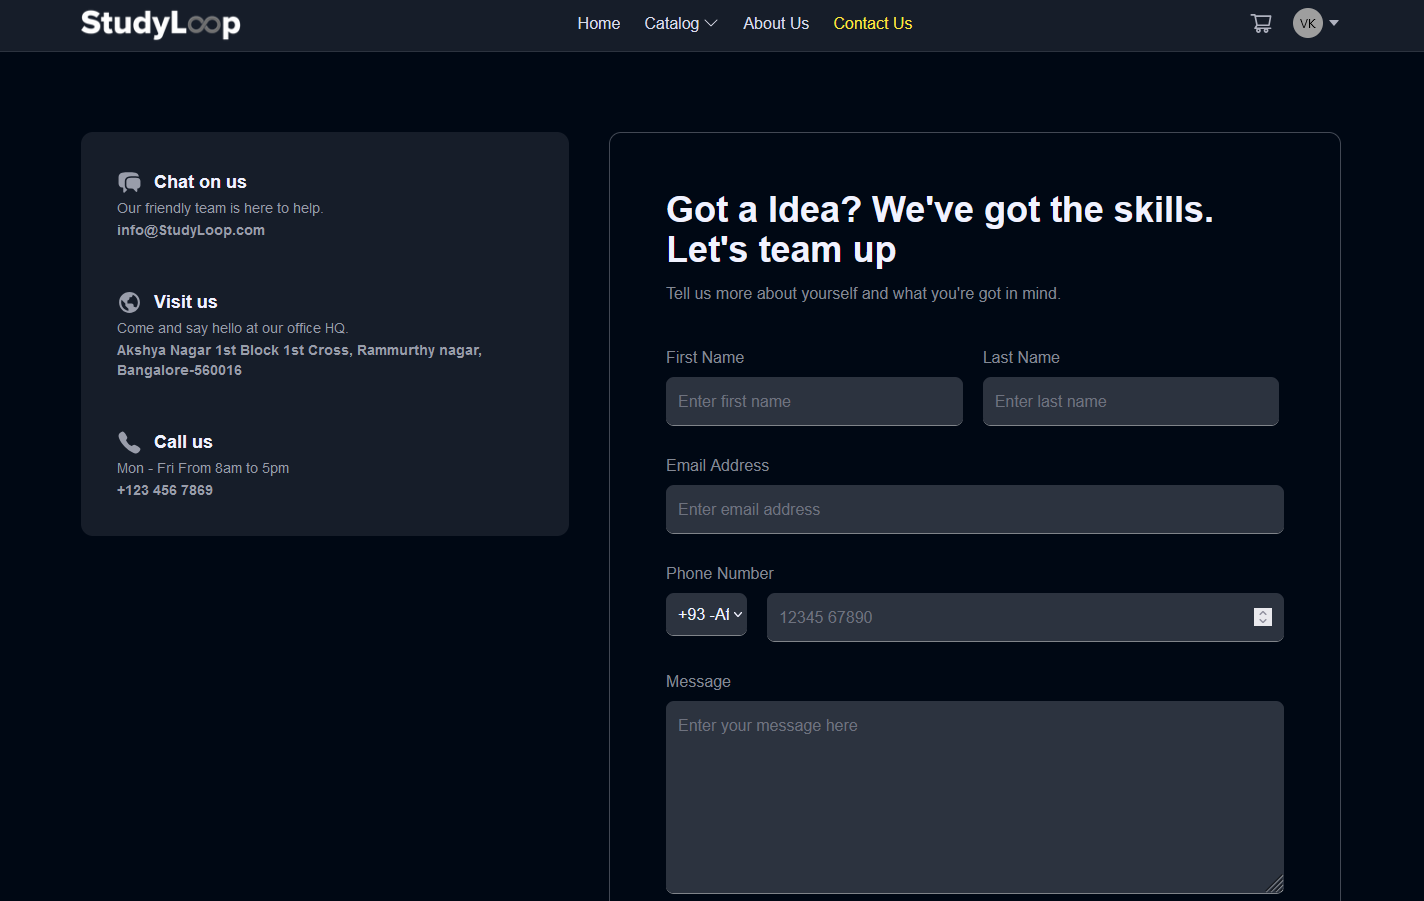 StudyLoop
Home Catalog About Us Contact Us
VK
Chat on us
Our friendly team is here to help.
info@StudyLoop.com
Visit us
Come and say hello at our office HQ.
Akshya Nagar 1st Block 1st Cross, Rammurthy nagar,
Bangalore-560016
Call us
Mon - Fri From 8am to 5pm
+123 456 7869
Got a Idea? We've got the skills.
Let's team up
Tell us more about yourself and what you're got in mind.
First Name Last Name
Enter first name Enter last name
Email Address
Enter email address
Phone Number
+93 -Af 12345 67890
Message
Enter your message here